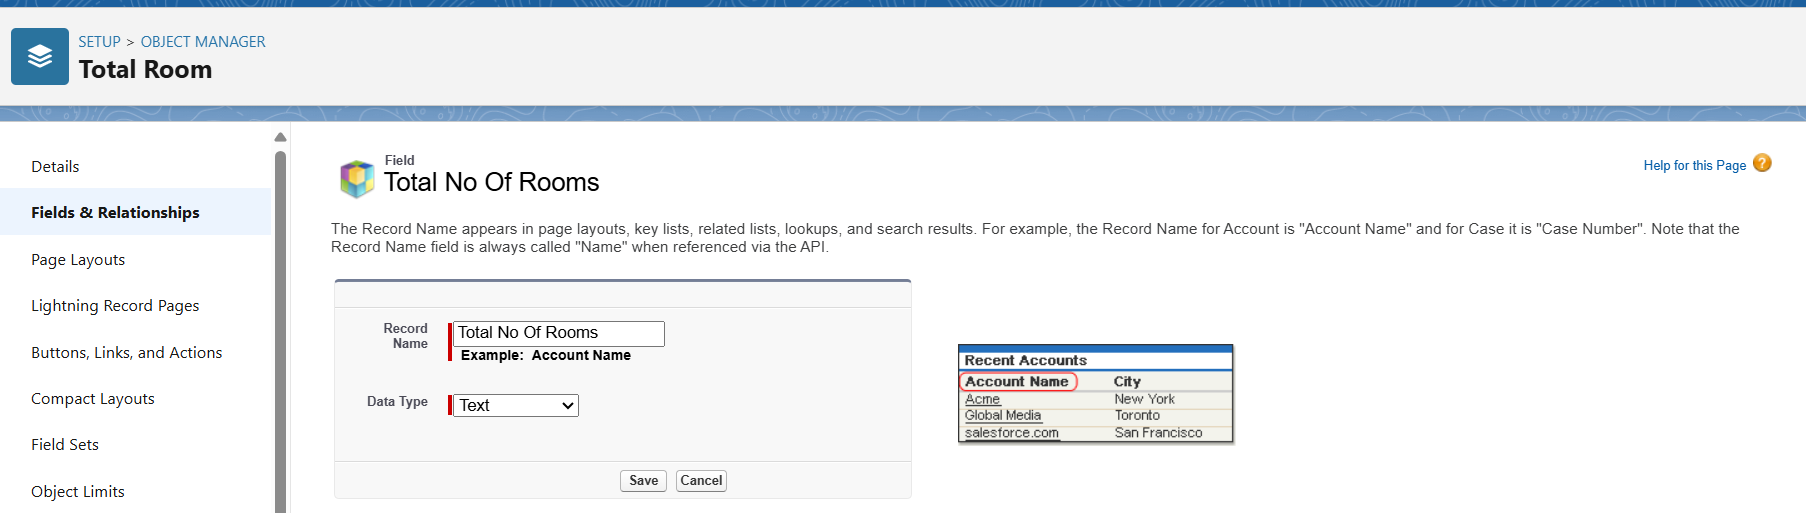 SETUP > OBJECT MANAGER
Total Room
Details
Fields & Relationships
Page Layouts
Lightning Record Pages
Buttons, Links, and Actions
Compact Layouts
Field Sets
Object Limits
Field
Total No Of Rooms
Help for this Page ?
The Record Name appears in page layouts, key lists, related lists, lookups, and search results. For example, the Record Name for Account is "Account Name" and for Case it is "Case Number". Note that the
Record Name field is always called "Name" when referenced via the API.
Record
Name
Total No Of Rooms
Example: Account Name
Data Type
Text
Save Cancel
Recent Accounts
Account Name City
Acme New York
Global Media Toronto
salesforce.com San Francisco